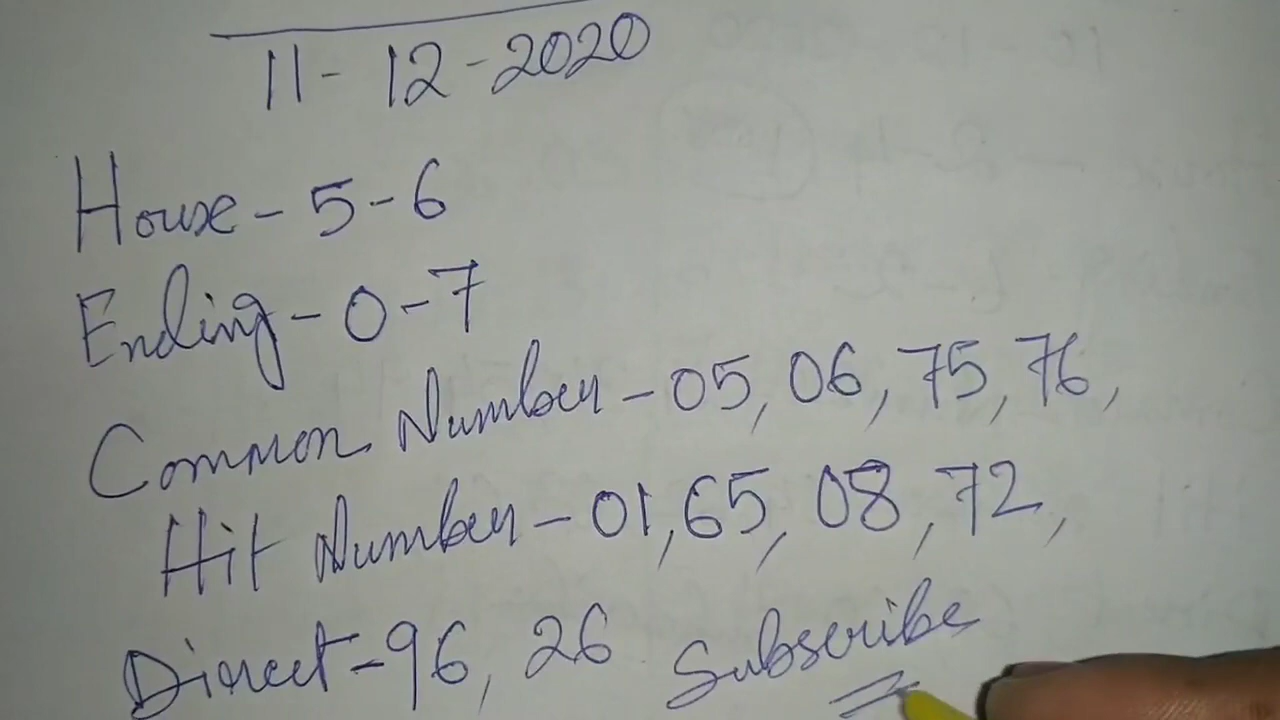 11-12-2020
House-5-6
Ending-0-7
Common Number-05, 06, 75, 76,
Hit Number-01, 65, 08, 72,
Direct-96, 26 Subscribe